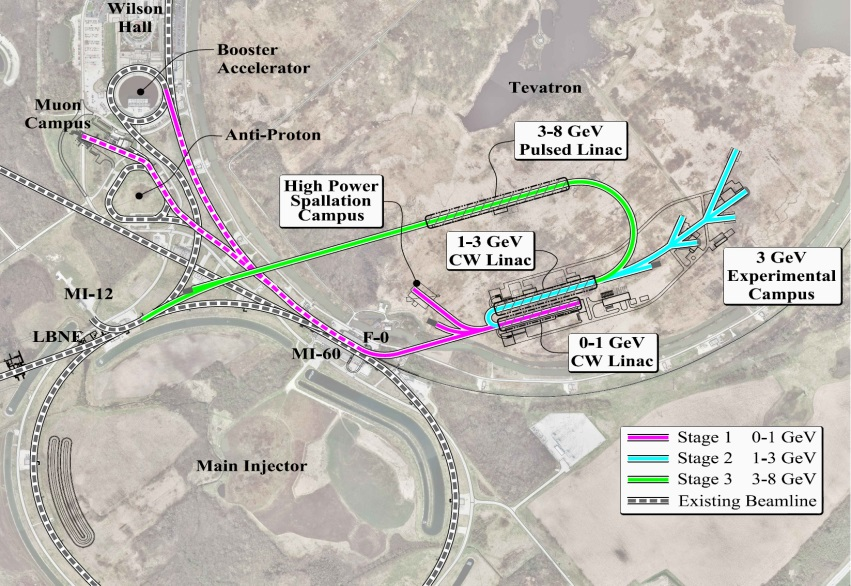 Wilson
Hall
Booster
Accelerator
Muon
Campus
Anti-Proton
Tevatron
3-8 GeV
Pulsed Linac
High Power
Spallation
Campus
1-3 GeV
CW Linac
3 GeV
Experimental
Campus
MI-12
LBNE
F-0
MI-60
0-1 GeV
CW Linac
Main Injector
Stage 1 0-1 GeV
Stage 2 1-3 GeV
Stage 3 3-8 GeV
Existing Beamline